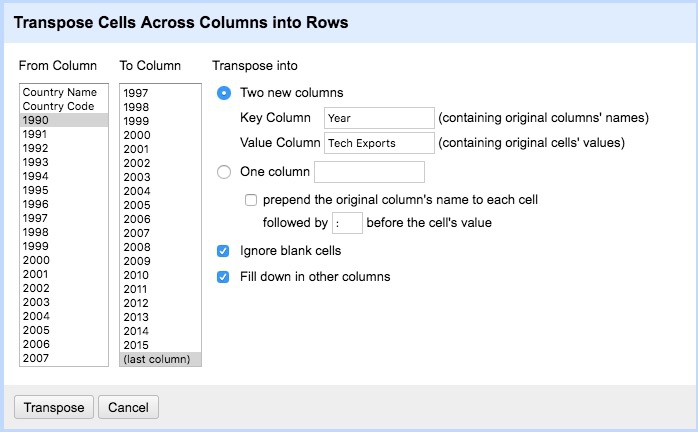 Transpose Cells Across Columns into Rows
From Column
To Column
Transpose into
Country Name
Country Code
1990
1991
1992
1993
1994
1995
1996
1997
1998
1999
2000
2001
2002
2003
2004
2005
2006
2007
1997
1998
1999
2000
2001
2002
2003
2004
2005
2006
2007
2008
2009
2010
2011
2012
2013
2014
2015
(last column)
Two new columns
Key Column Year (containing original columns' names)
Value Column Tech Exports (containing original cells' values)
One column
prepend the original column's name to each cell
followed by : before the cell's value
Ignore blank cells
Fill down in other columns
Transpose
Cancel